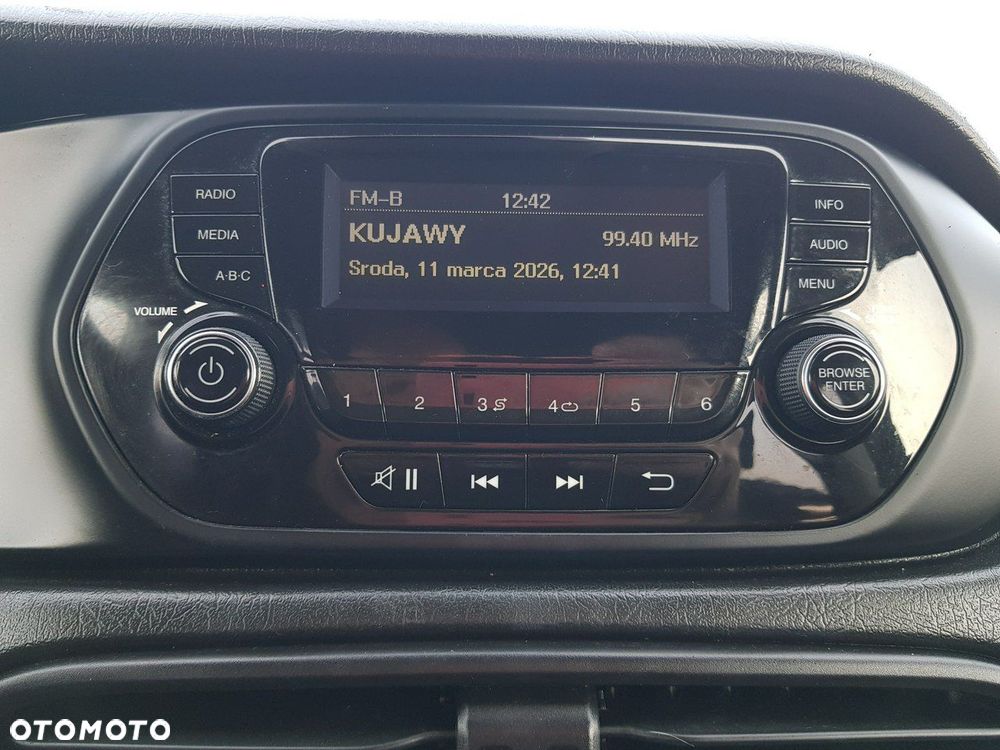 RADIO
MEDIA
A·B·C
VOLUME
FM-B 12:42
KUJAWY 99.40 MHz
Sroda, 11 marca 2026, 12:41
INFO
AUDIO
MENU
BROWSE
ENTER
1 2 3 4 5 6
OTOMOTO